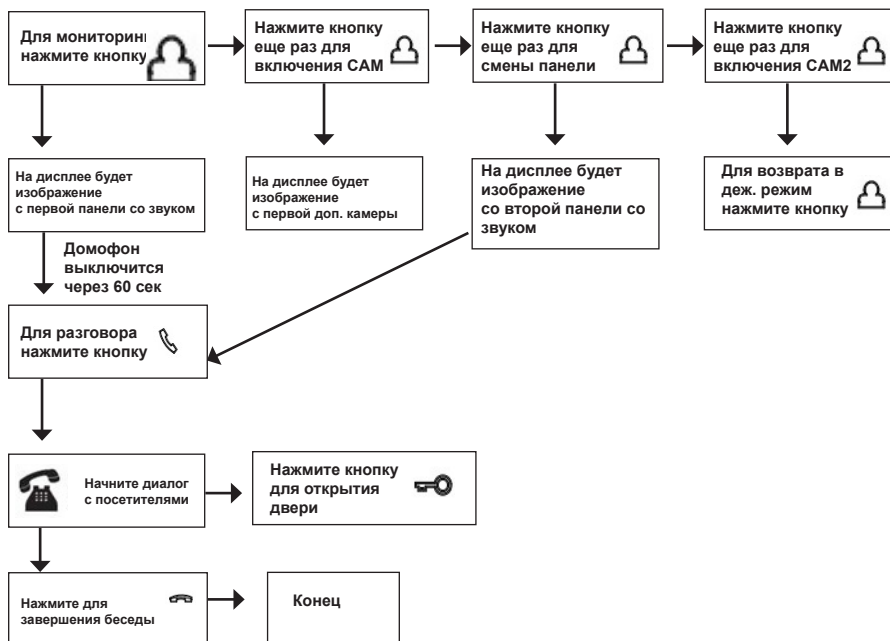 Для мониторин
нажмите кнопку
Нажмите кнопку
еще раз для
включения CAM
Нажмите кнопку
еще раз для
смены панели
Нажмите кнопку
еще раз для
включения CAM2
На дисплее будет
изображение
с первой панели со звуком
На дисплее будет
изображение
с первой доп. камеры
На дисплее будет
изображение
со второй панели со
звуком
Для возврата в
деж. режим
нажмите кнопку
Домофон
выключится
через 60 сек
Для разговора
нажмите кнопку
Начните диалог
с посетителями
Нажмите кнопку
для открытия
двери
Нажмите для
завершения беседы
Конец